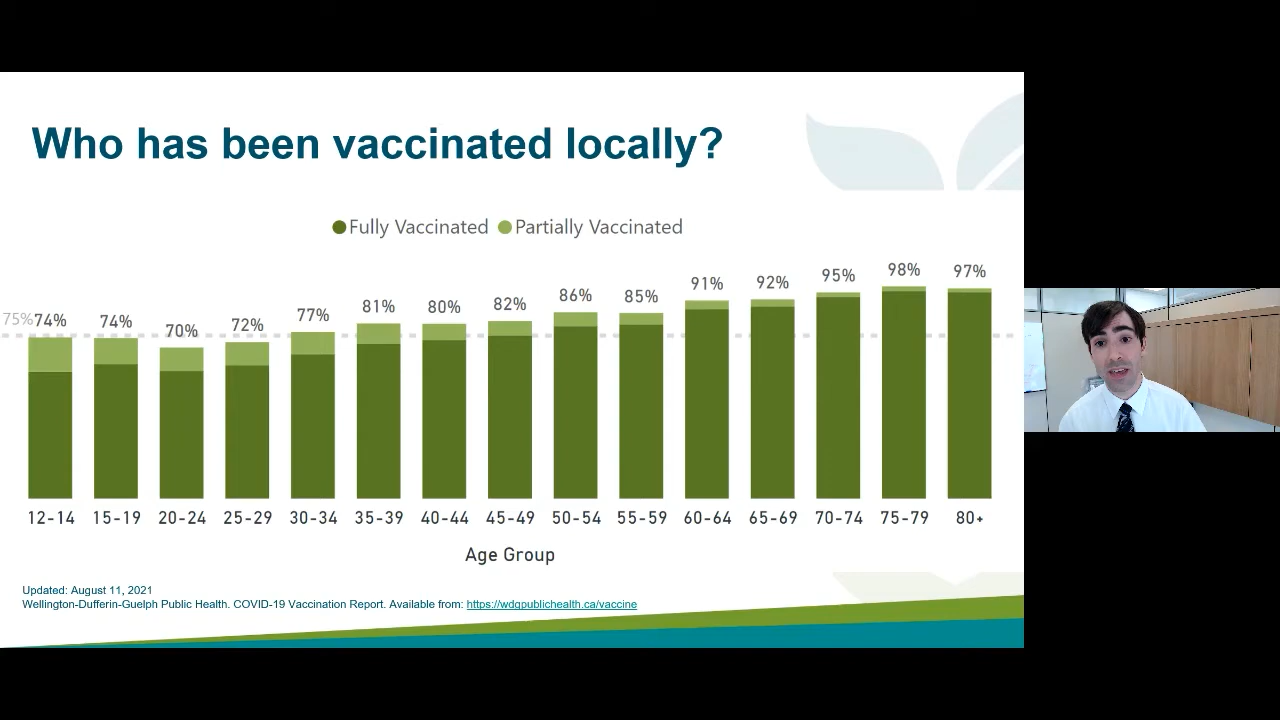 Who has been vaccinated locally?
Fully Vaccinated Partially Vaccinated
75% 74% 74% 70% 72% 77% 81% 80% 82% 86% 85% 91% 92% 95% 98% 97%
12-14 15-19 20-24 25-29 30-34 35-39 40-44 45-49 50-54 55-59 60-64 65-69 70-74 75-79 80+
Age Group
Updated: August 11, 2021
Wellington-Dufferin-Guelph Public Health. COVID-19 Vaccination Report. Available from: https://wdgpublichealth.ca/vaccine